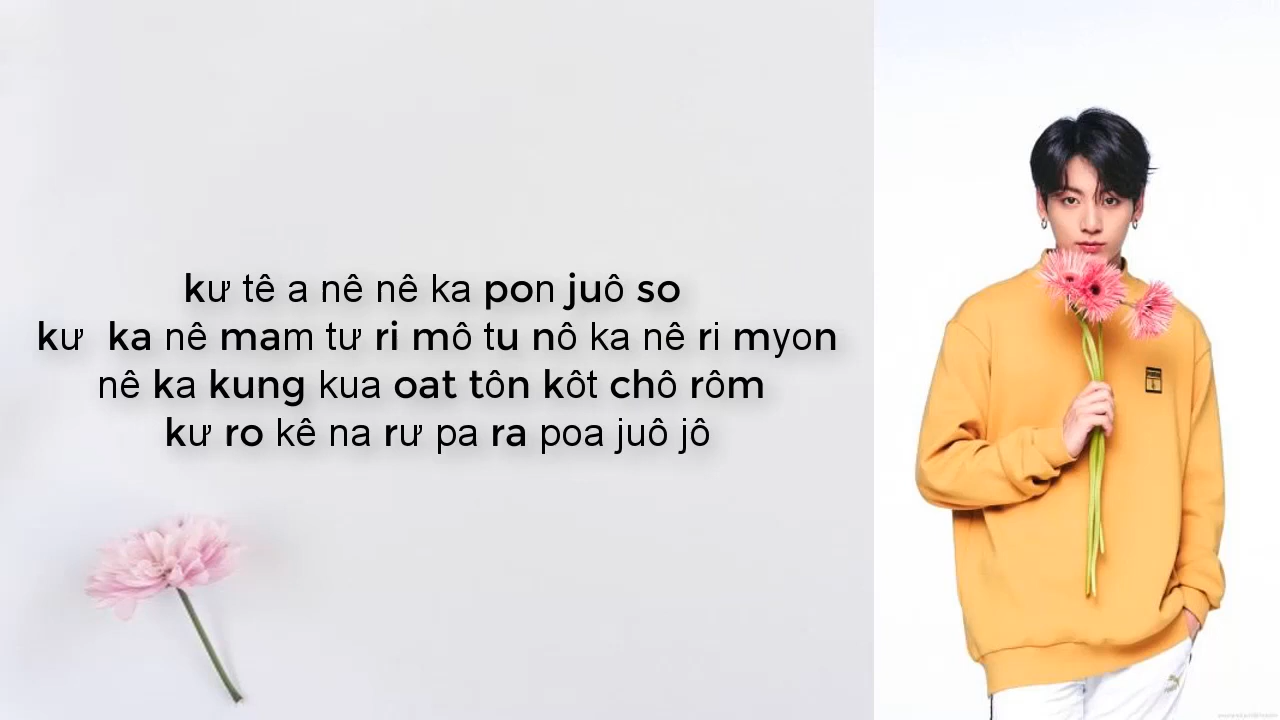 kư tê a nê nê ka pon juô so
kư ka nê mam tư ri mô tu nô ka nê ri myon
nê ka kung kua oat tôn kôt chô rôm
kư ro kê na rư pa ra poa juô jô